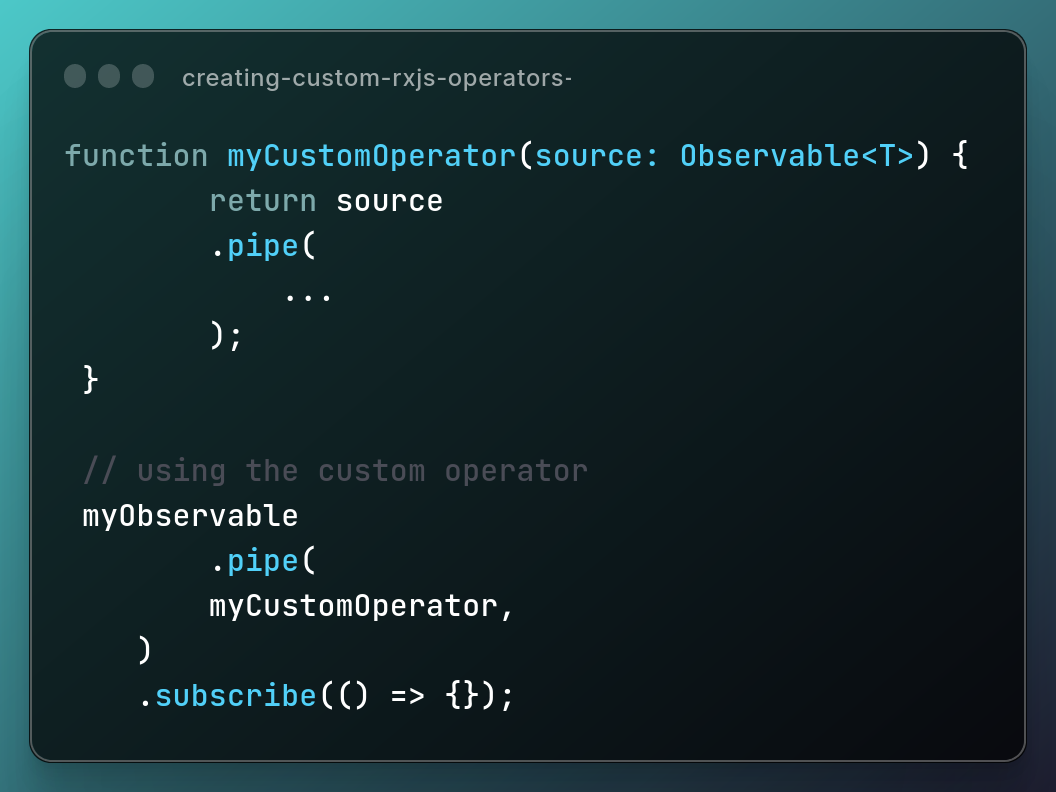 creating-custom-rxjs-operators-
function myCustomOperator(source: Observable<T>) {
return source
.pipe(
...
);
}
// using the custom operator
myObservable
.pipe(
myCustomOperator,
)
.subscribe(() => {});